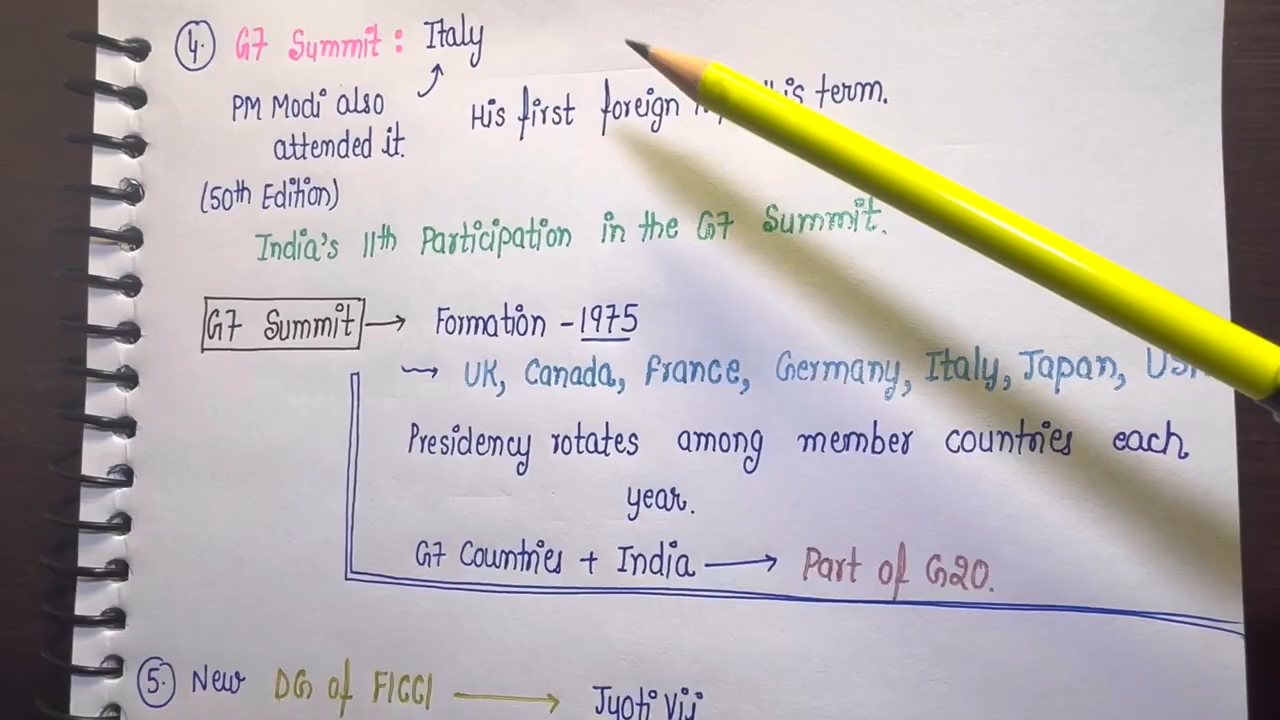 4. G7 Summit: Italy
PM Modi also attended it.
His first foreign his term.
(50th Edition)
India's 11th Participation in the G7 Summit.
G7 Summit → Formation - 1975
UK, Canada, France, Germany, Italy, Japan,
Presidency rotates among member countries each
year.
G7 Countries + India → Part of G20.
5. New DG of FICCI → Jyoti Vij